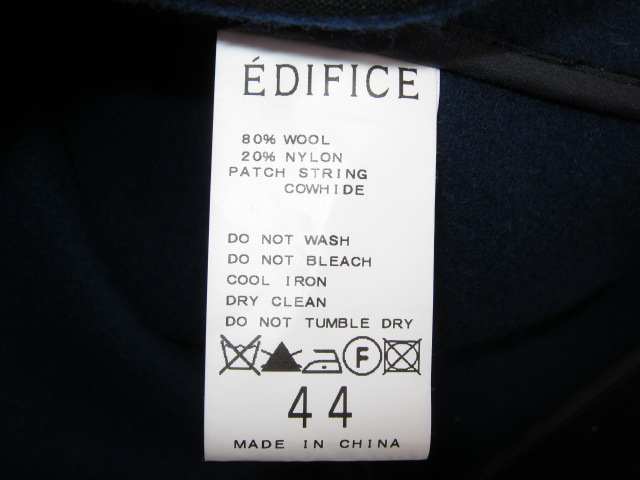 ÉDIFICE
80% WOOL
20% NYLON
PATCH STRING
COWHIDE
DO NOT WASH
DO NOT BLEACH
COOL IRON
DRY CLEAN
DO NOT TUMBLE DRY
F
44
MADE IN CHINA